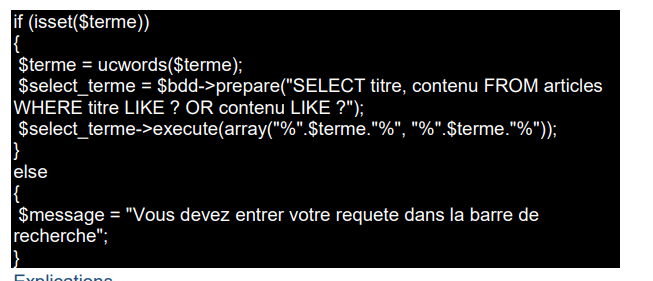 if (isset($terme))
{
$terme = ucwords($terme);
$select_terme = $bdd->prepare("SELECT titre, contenu FROM articles
WHERE titre LIKE ? OR contenu LIKE ?");
$select_terme->execute(array("%".$terme."%", "%".$terme."%"));
}
else
{
$message = "Vous devez entrer votre requete dans la barre de
recherche";
}
Explications